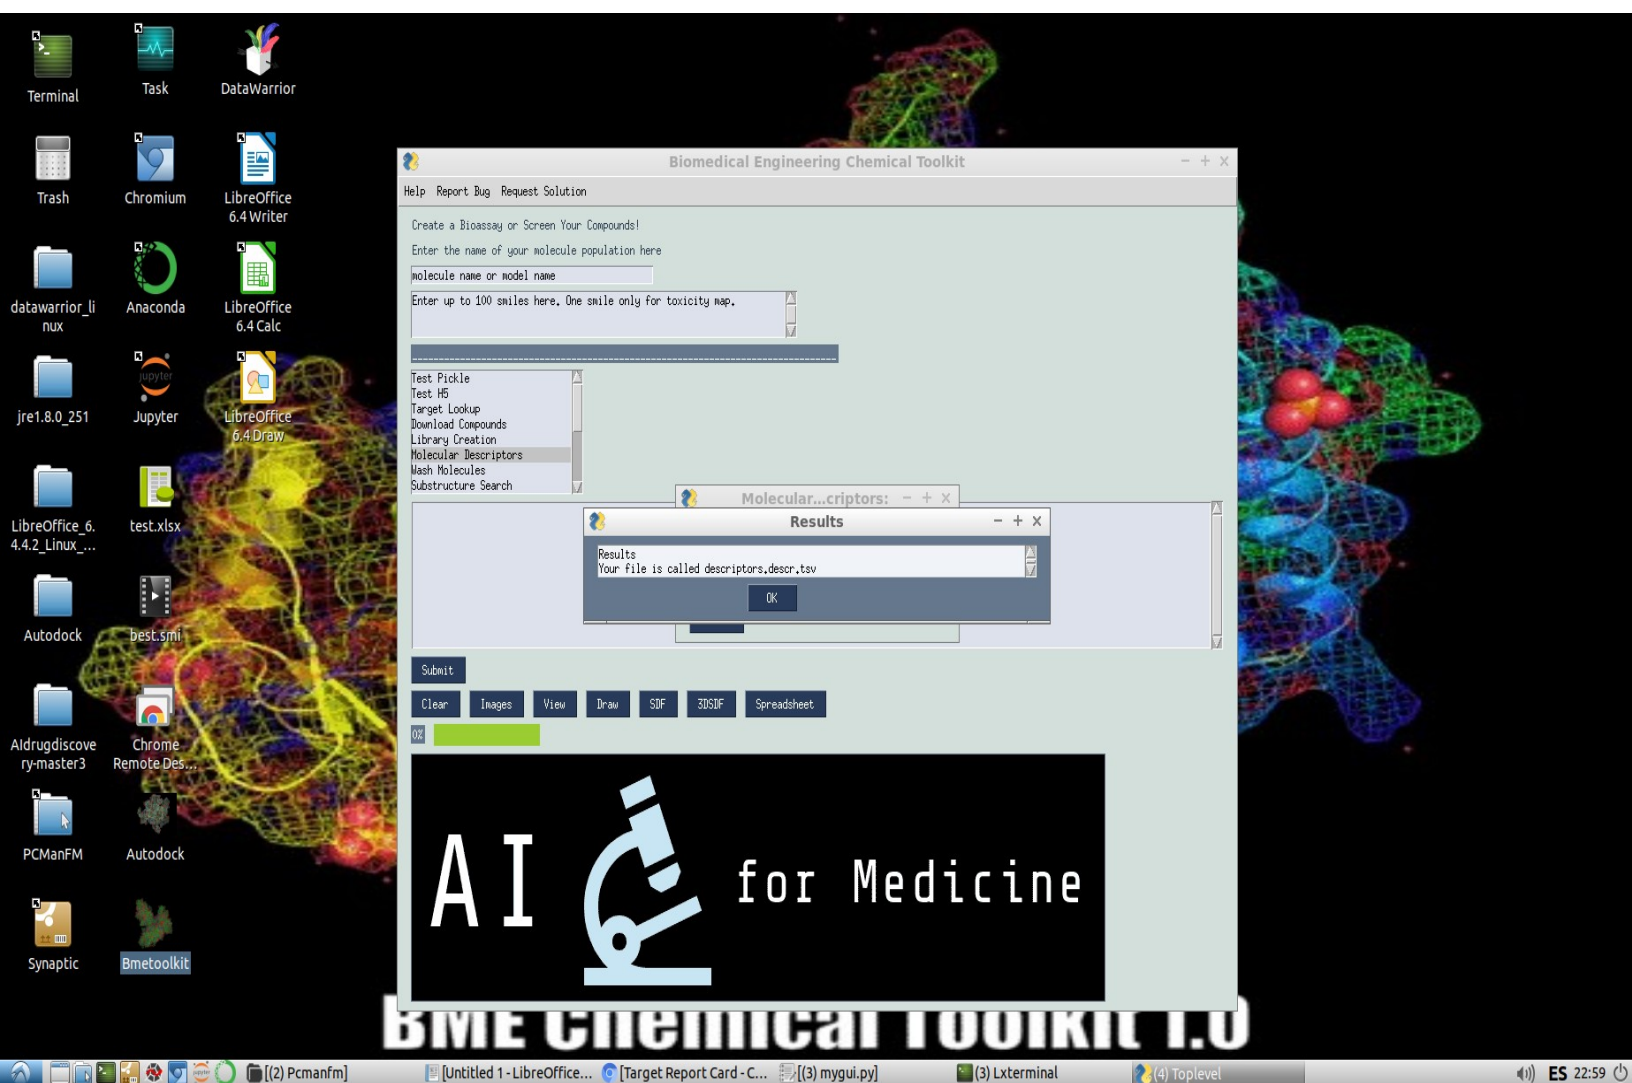 Terminal
Task
DataWarrior
Trash
Chromium
LibreOffice
6.4 Writer
datawarrior_li
nux
Anaconda
LibreOffice
6.4 Calc
jre1.8.0_251
jupyter
Jupyter
LibreOffice
6.4 Draw
LibreOffice_6.
4.4.2_Linux_...
test.xlsx
Autodock
best.smi
AIdrugdiscove
ry-master3
Chrome
Remote Des...
PCManFM
Autodock
Synaptic
Bmetoolkit
Biomedical Engineering Chemical Toolkit
Help Report Bug Request Solution
Create a Bioassay or Screen Your Compounds!
Enter the name of your molecule population here
molecule name or model name
Enter up to 100 smiles here. One smile only for toxicity map.
Test Pickle
Test H5
Target Lookup
Download Compounds
Library Creation
Molecular Descriptors
Wash Molecules
Substructure Search
Molecular...criptors:
Results
Results
Your file is called descriptors.descr.tsv
OK
Submit
Clear Images View Draw SDF 3DSDF Spreadsheet
0%
AI for Medicine
BME Chemical Toolkit 1.0
[(2) Pcmanfm] [Untitled 1 - LibreOffice... [Target Report Card - C... [(3) mygui.py] (3) Lxterminal (4) Toplevel ES 22:59